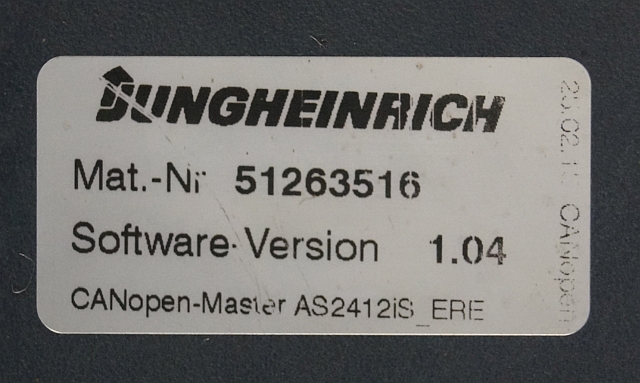 JUNGHEINRICH
Mat.-Nr 51263516
Software-Version 1.04
CANopen-Master AS2412iS_ERE
CANopen